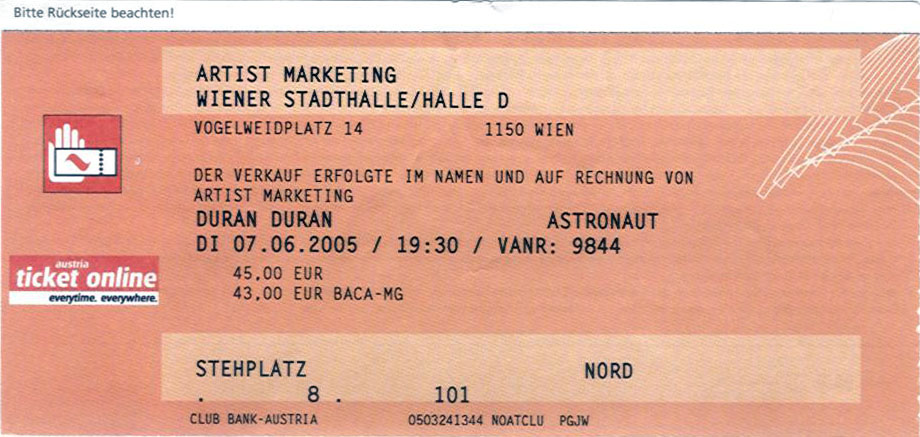 Bitte Rückseite beachten!
ARTIST MARKETING
WIENER STADTHALLE/HALLE D
VOGELWEIDPLATZ 14 1150 WIEN
DER VERKAUF ERFOLGTE IM NAMEN UND AUF RECHNUNG VON
ARTIST MARKETING
DURAN DURAN ASTRONAUT
DI 07.06.2005 / 19:30 / VANR: 9844
45,00 EUR
43,00 EUR BACA-MG
austria
ticket online
everytime. everywhere.
STEHPLATZ NORD
. 8 . 101
CLUB BANK-AUSTRIA 0503241344 NOATCLU PGJW